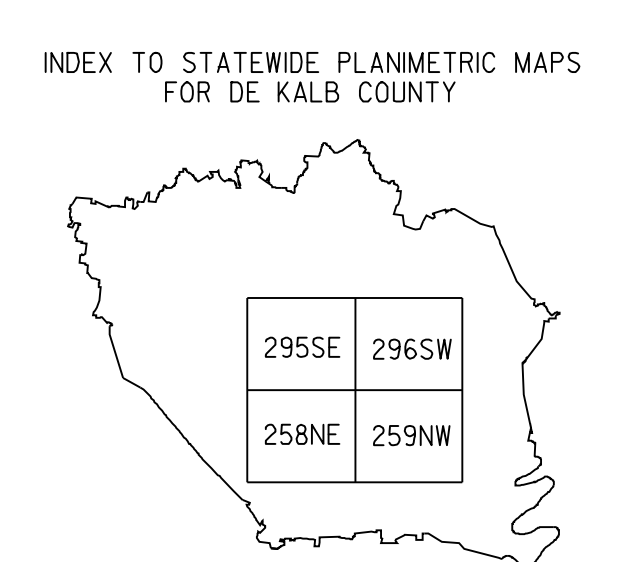 INDEX TO STATEWIDE PLANIMETRIC MAPS
FOR DE KALB COUNTY
295SE 296SW
258NE 259NW